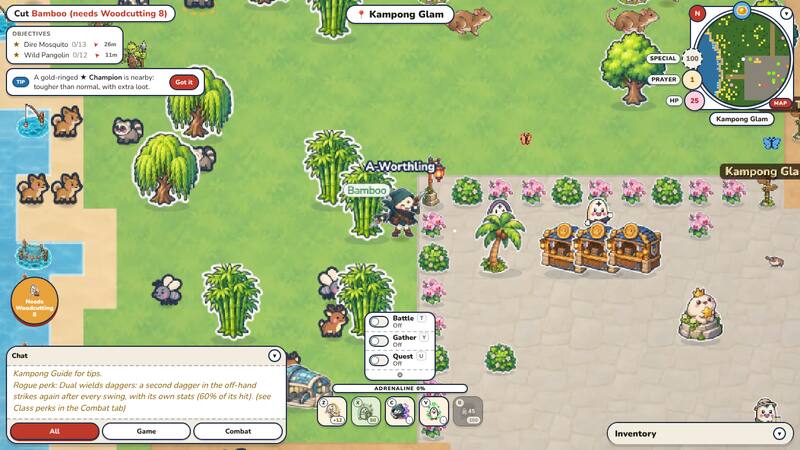 Cut Bamboo (needs Woodcutting 8)
OBJECTIVES
★ Dire Mosquito 0/13 26m
★ Wild Pangolin 0/12 11m
TIP
A gold-ringed ★ Champion is nearby:
tougher than normal, with extra loot.
Got it
Kampong Glam
N
SPECIAL 100
PRAYER 1
HP 25
MAP
Kampong Glam
A-Worthling
Bamboo
Kampong Gla
Needs
Woodcutting
8
Battle T
Off
Gather Y
Off
Quest U
Off
ADRENALINE 0%
Z +12
X 50
C
V
B 45
100
Chat
Kampong Guide for tips.
Rogue perk: Dual wields daggers: a second dagger in the off-hand
strikes again after every swing, with its own stats (60% of its hit). (see
Class perks in the Combat tab)
All
Game
Combat
Inventory